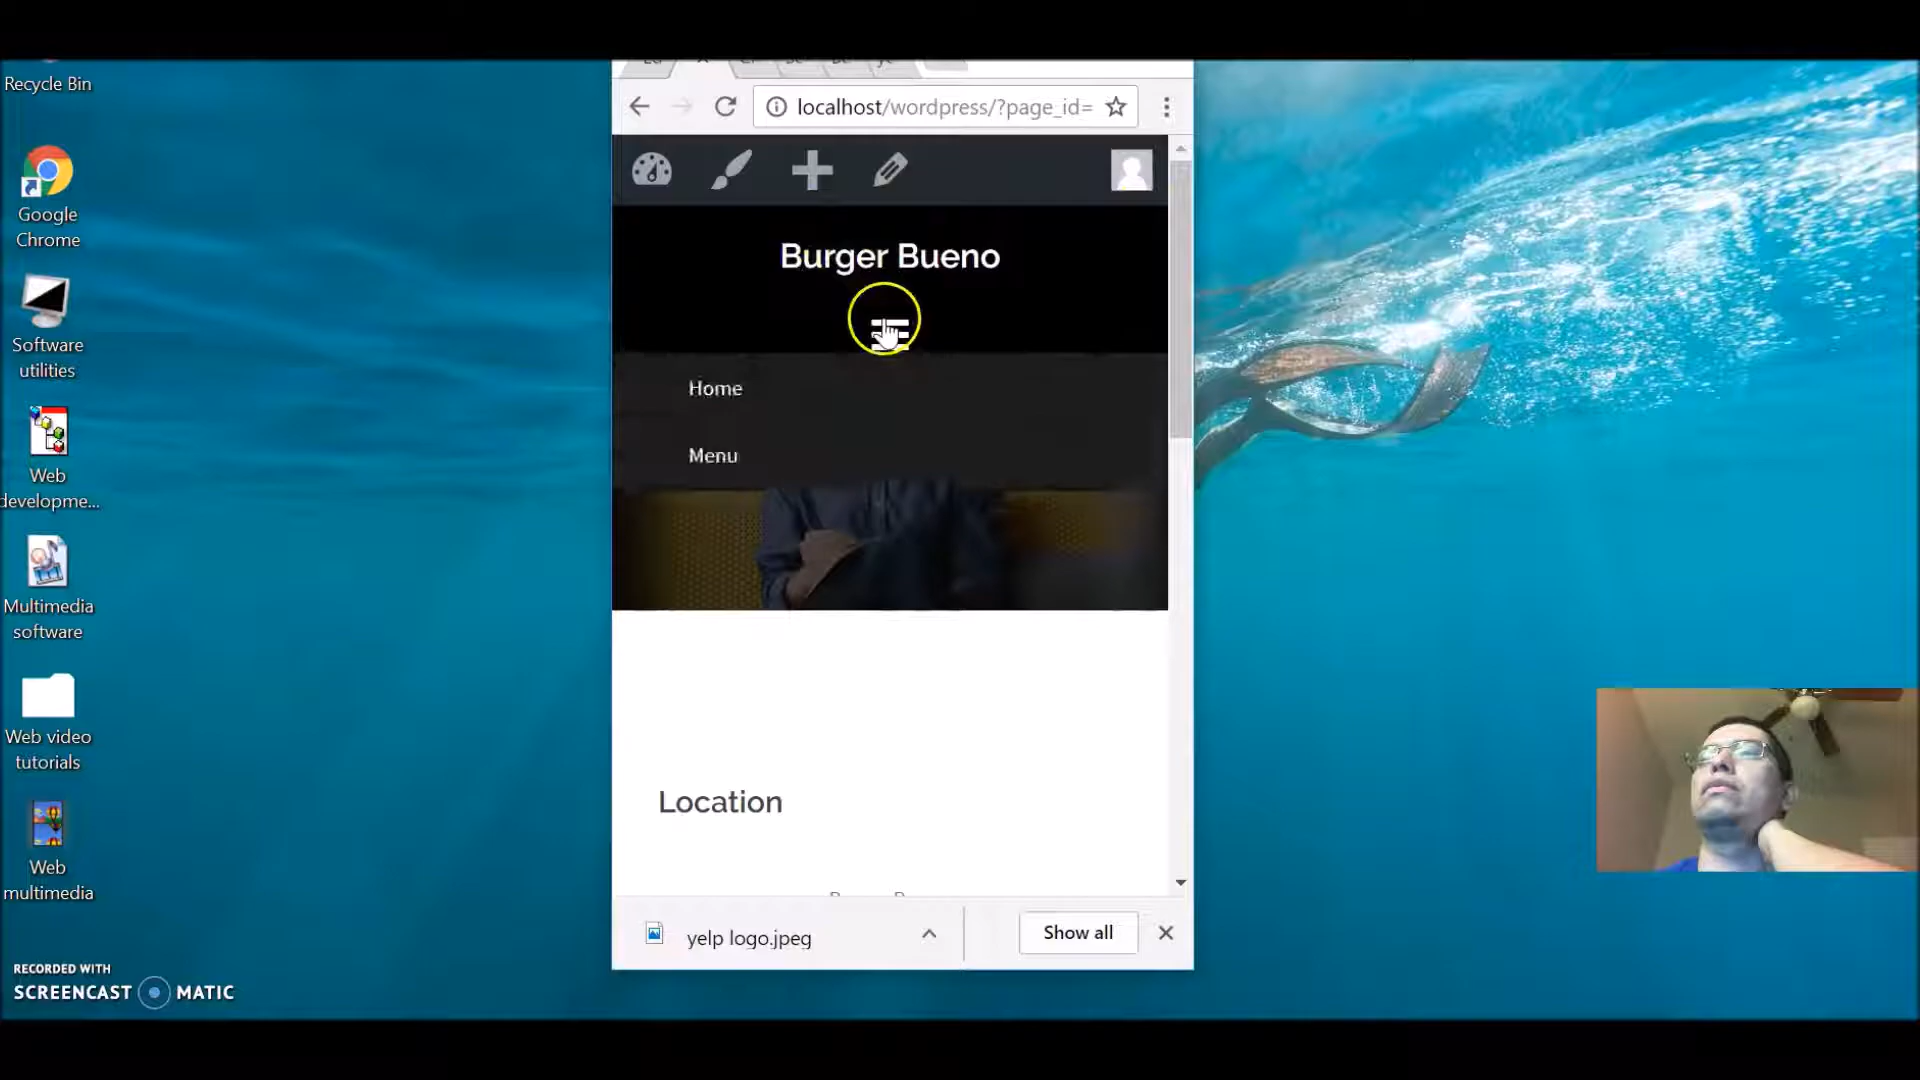 Recycle Bin
Google
Chrome
Software
utilities
Web
developme...
Multimedia
software
Web video
tutorials
Web
multimedia
RECORDED WITH
SCREENCAST MATIC
localhost/wordpress/?page_id=
Burger Bueno
Home
Menu
Location
yelp logo.jpeg
Show all